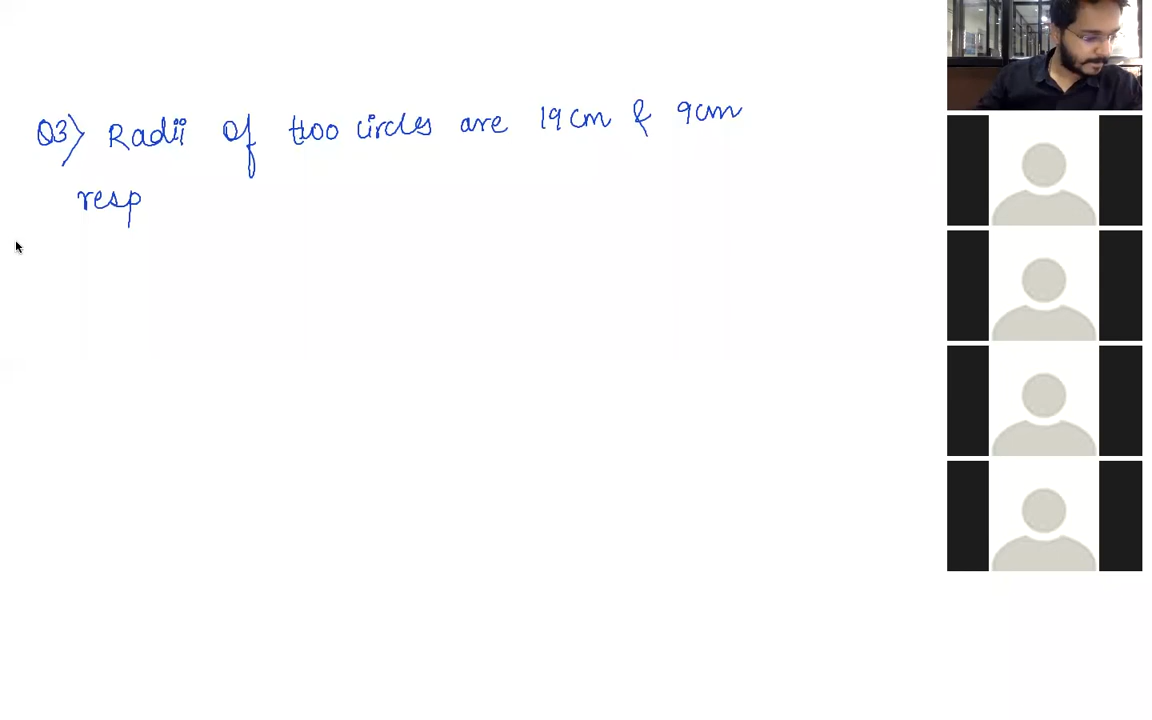 Q3) Radii of two circles are 19cm & 9cm
resp